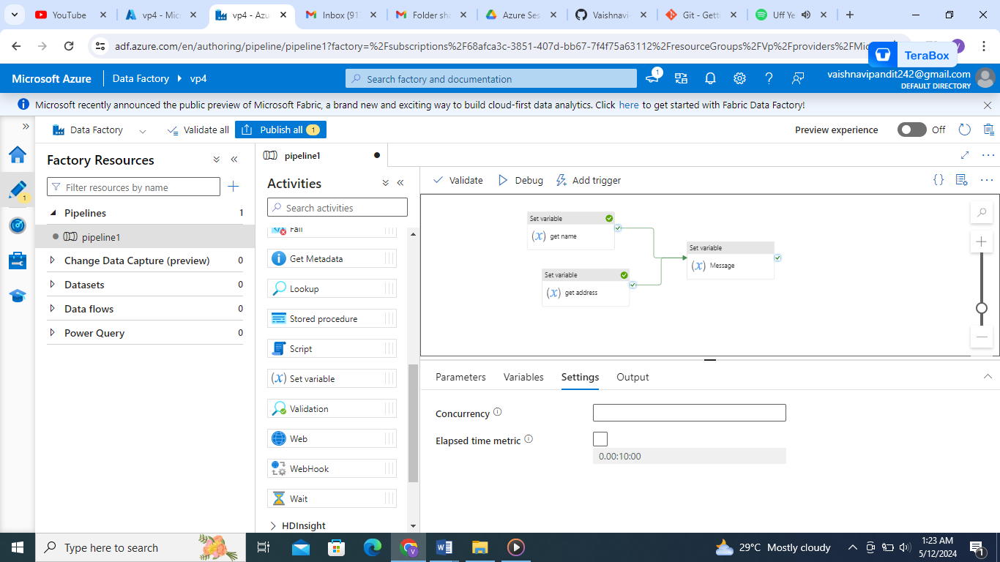 YouTube
vp4 - Mic
vp4 - Azu
Inbox (91
Folder sha
Azure Ses
Vaishnavi
Git - Gett
Uff Ye
adf.azure.com/en/authoring/pipeline/pipeline1?factory=%2Fsubscriptions%2F68afca3c-3851-407d-bb67-7f4f75a63112%2FresourceGroups%2FVp%2Fproviders%2FMic
TeraBox
Microsoft Azure
Data Factory
vp4
Search factory and documentation
1
vaishnavipandit242@gmail.com
DEFAULT DIRECTORY
Microsoft recently announced the public preview of Microsoft Fabric, a brand new and exciting way to build cloud-first data analytics. Click here to get started with Fabric Data Factory!
Data Factory
Validate all
Publish all 1
Preview experience
Off
1
Factory Resources
Filter resources by name
Pipelines 1
pipeline1
Change Data Capture (preview) 0
Datasets 0
Data flows 0
Power Query 0
pipeline1
Activities
Search activities
Fail
Get Metadata
Lookup
Stored procedure
Script
(x) Set variable
Validation
Web
WebHook
Wait
HDInsight
Validate
Debug
Add trigger
{}
Set variable
(x) get name
Set variable
(x) get address
Set variable
(x) Message
Parameters
Variables
Settings
Output
Concurrency
Elapsed time metric
0.00:10:00
Type here to search
29°C Mostly cloudy
1:23 AM
5/12/2024
1